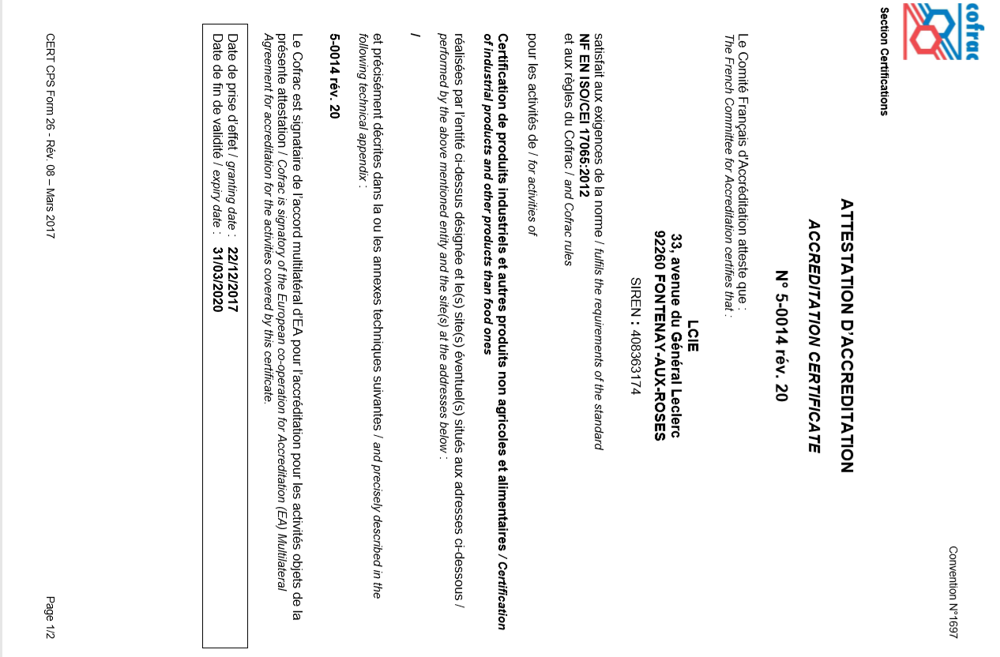 cofrac
Section Certifications
Convention N°1697
ATTESTATION D'ACCREDITATION
ACCREDITATION CERTIFICATE
N° 5-0014 rév. 20
Le Comité Français d'Accréditation atteste que :
The French Committee for Accreditation certifies that :
LCIE
33, avenue du Général Leclerc
92260 FONTENAY-AUX-ROSES
SIREN : 408363174
satisfait aux exigences de la norme / fulfils the requirements of the standard
NF EN ISO/CEI 17065:2012
et aux règles du Cofrac / and Cofrac rules
pour les activités de / for activities of
Certification de produits industriels et autres produits non agricoles et alimentaires / Certification
of industrial products and other products than food ones
réalisées par l'entité ci-dessus désignée et le(s) site(s) éventuel(s) situés aux adresses ci-dessous /
performed by the above mentioned entity and the site(s) at the addresses below :
/
et précisément décrites dans la ou les annexes techniques suivantes / and precisely described in the
following technical appendix :
5-0014 rév. 20
Le Cofrac est signataire de l'accord multilatéral d'EA pour l'accréditation pour les activités objets de la
présente attestation / Cofrac is signatory of the European co-operation for Accreditation (EA) Multilateral
Agreement for accreditation for the activities covered by this certificate.
Date de prise d'effet / granting date : 22/12/2017
Date de fin de validité / expiry date : 31/03/2020
CERT CPS Form 26 - Rév. 08 – Mars 2017
Page 1/2